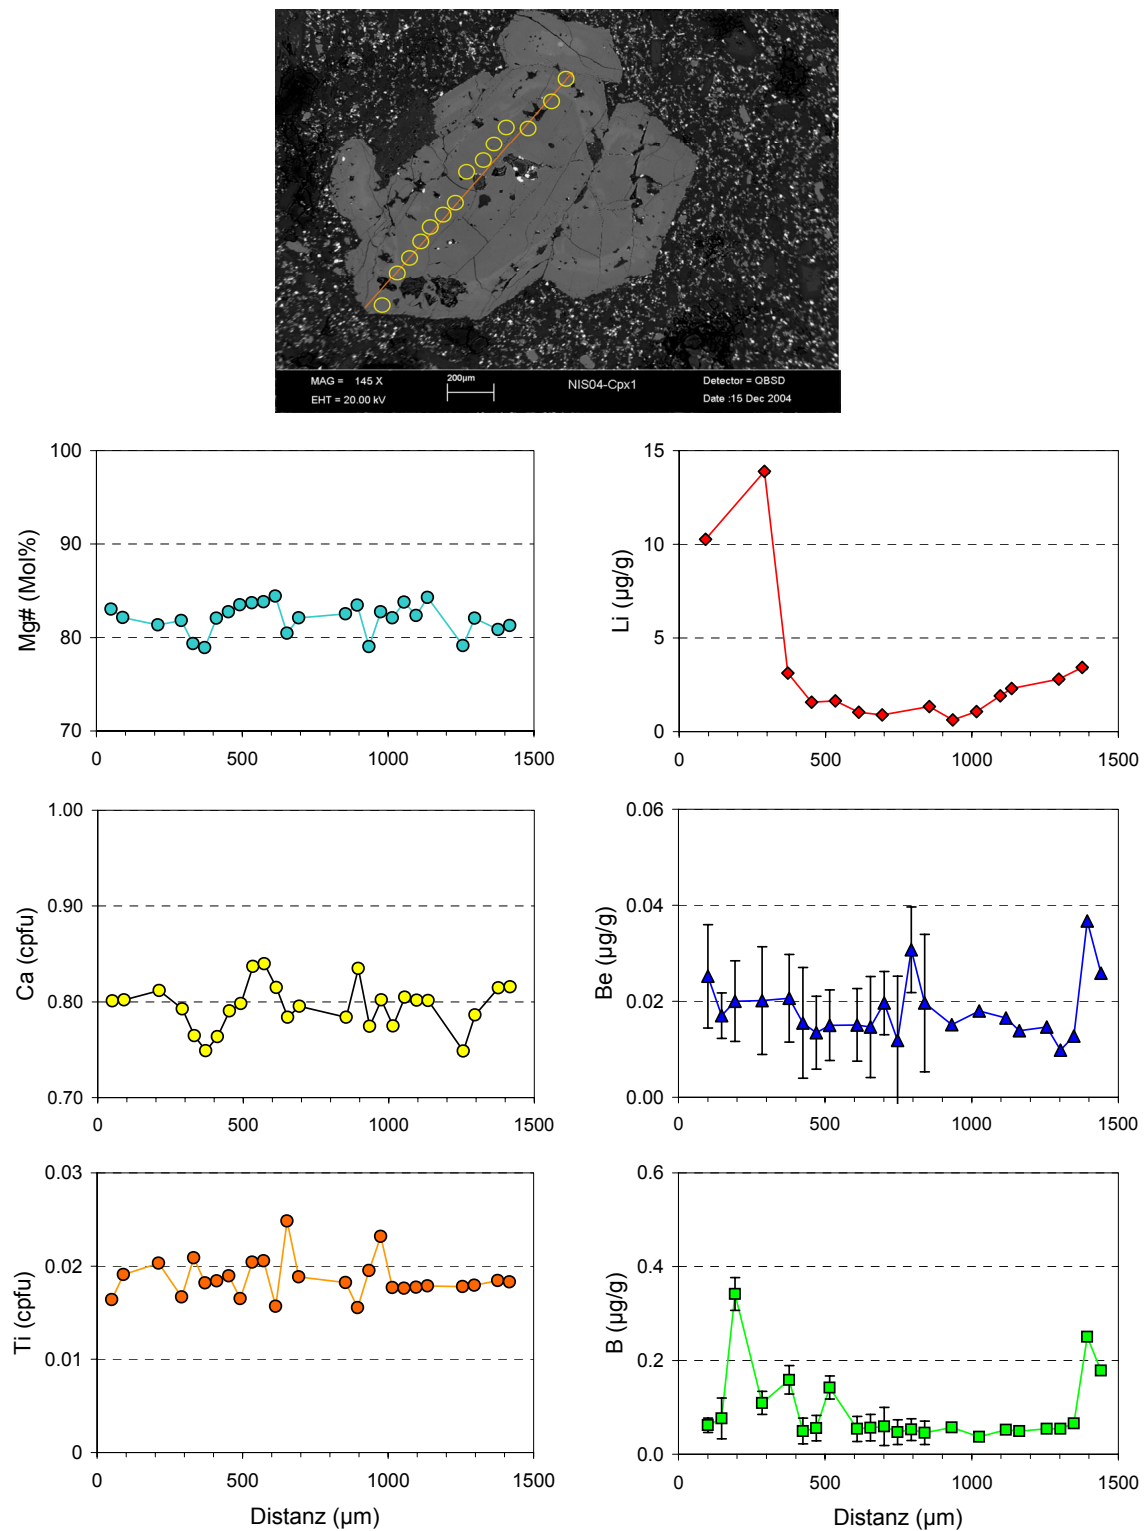 MAG = 145 X
200µm
NIS04-Cpx1
Detector = QBSD
EHT = 20.00 kV
Date :15 Dec 2004
100
90
80
70
Mg# (Mol%)
0 500 1000 1500
15
10
5
0
Li (µg/g)
0 500 1000 1500
1.00
0.90
0.80
0.70
Ca (cpfu)
0 500 1000 1500
0.06
0.04
0.02
0.00
Be (µg/g)
0 500 1000 1500
0.03
0.02
0.01
0
Ti (cpfu)
0 500 1000 1500
Distanz (µm)
0.6
0.4
0.2
0.0
B (µg/g)
0 500 1000 1500
Distanz (µm)